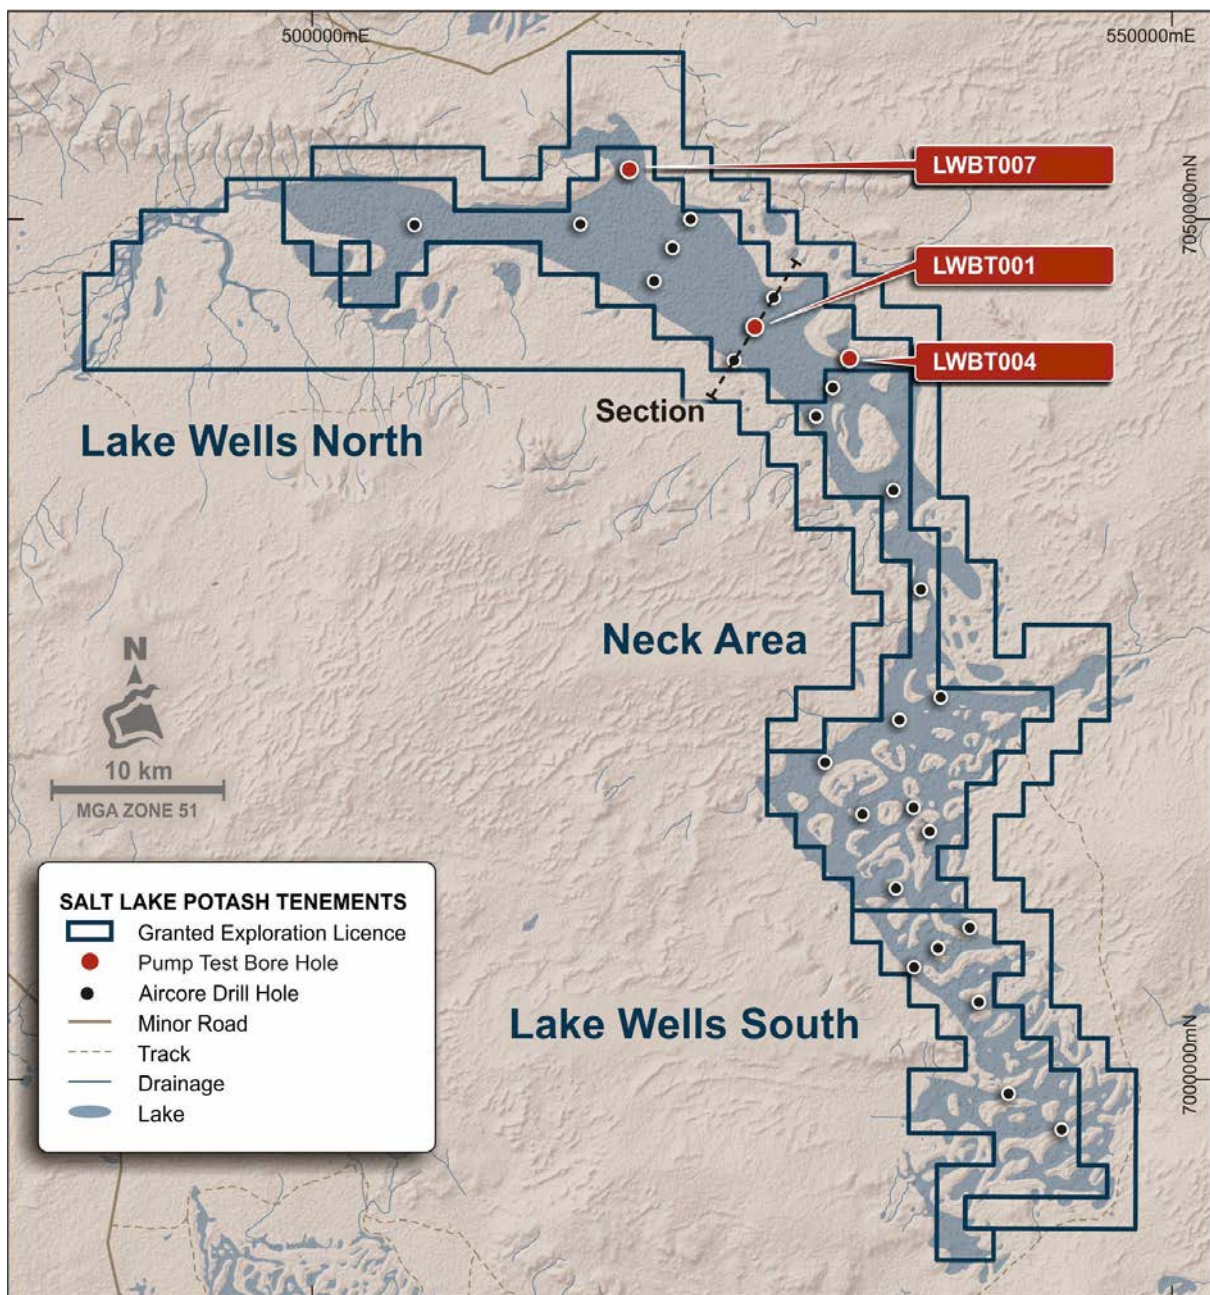 500000mE
550000mE
LWBT007
7050000mN
LWBT001
LWBT004
Section
Lake Wells North
Neck Area
N
10 km
MGA ZONE 51
SALT LAKE POTASH TENEMENTS
Granted Exploration Licence
Pump Test Bore Hole
Aircore Drill Hole
Minor Road
Track
Drainage
Lake
Lake Wells South
7000000mN